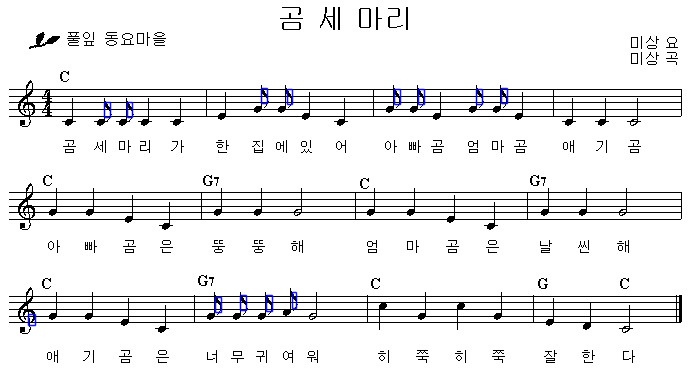 곰 세 마리
풀잎 동요마을
미상 요
미상 곡
C
4/4
곰 세 마 리 가 한 집 에 있 어 아 빠 곰 엄 마 곰 애 기 곰
C G7 C G7
아 빠 곰 은 뚱 뚱 해 엄 마 곰 은 날 씬 해
C G7 C G C
애 기 곰 은 너 무 귀 여 워 히 쭉 히 쭉 잘 한 다